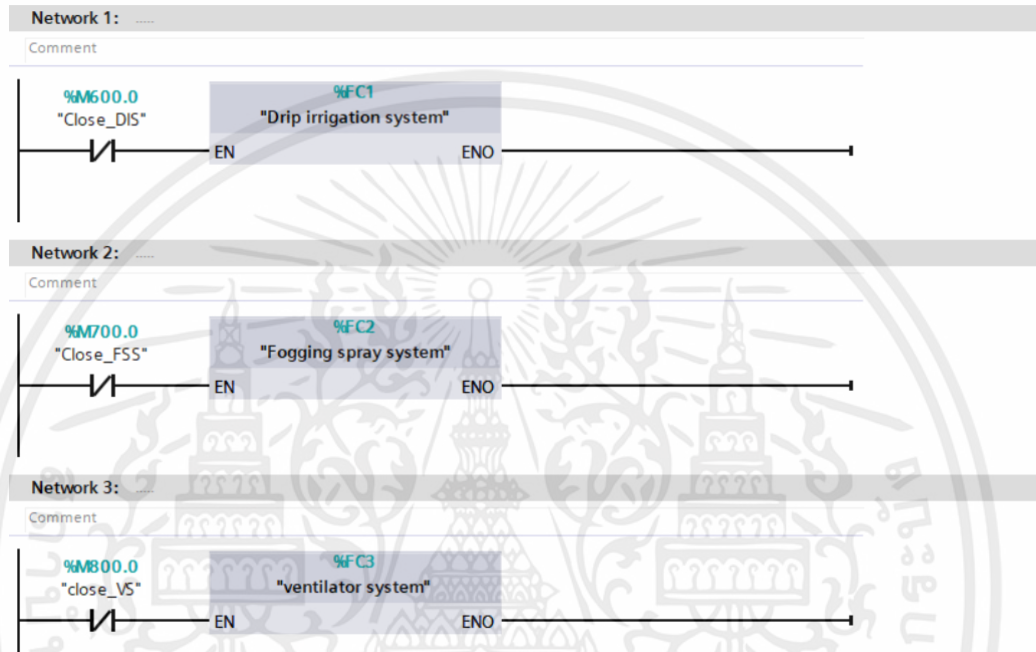 Network 1: .....
Comment
%M600.0
"Close_DIS"
%FC1
"Drip irrigation system"
EN
ENO
Network 2: .....
Comment
%M700.0
"Close_FSS"
%FC2
"Fogging spray system"
EN
ENO
Network 3: .....
Comment
%M800.0
"close_VS"
%FC3
"ventilator system"
EN
ENO